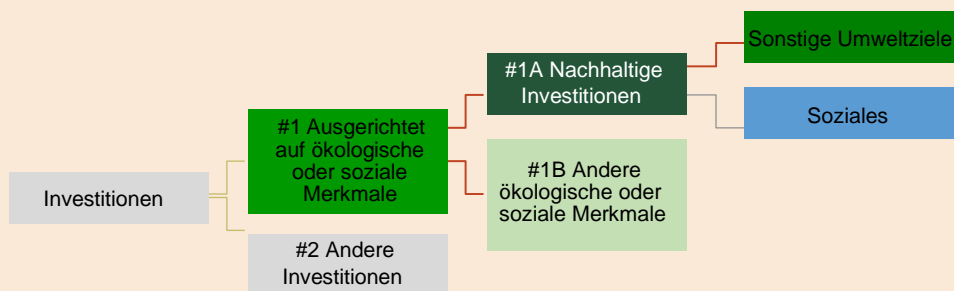 Investitionen
#1 Ausgerichtet
auf ökologische
oder soziale
Merkmale
#2 Andere
Investitionen
#1A Nachhaltige
Investitionen
#1B Andere
ökologische oder
soziale Merkmale
Sonstige Umweltziele
Soziales